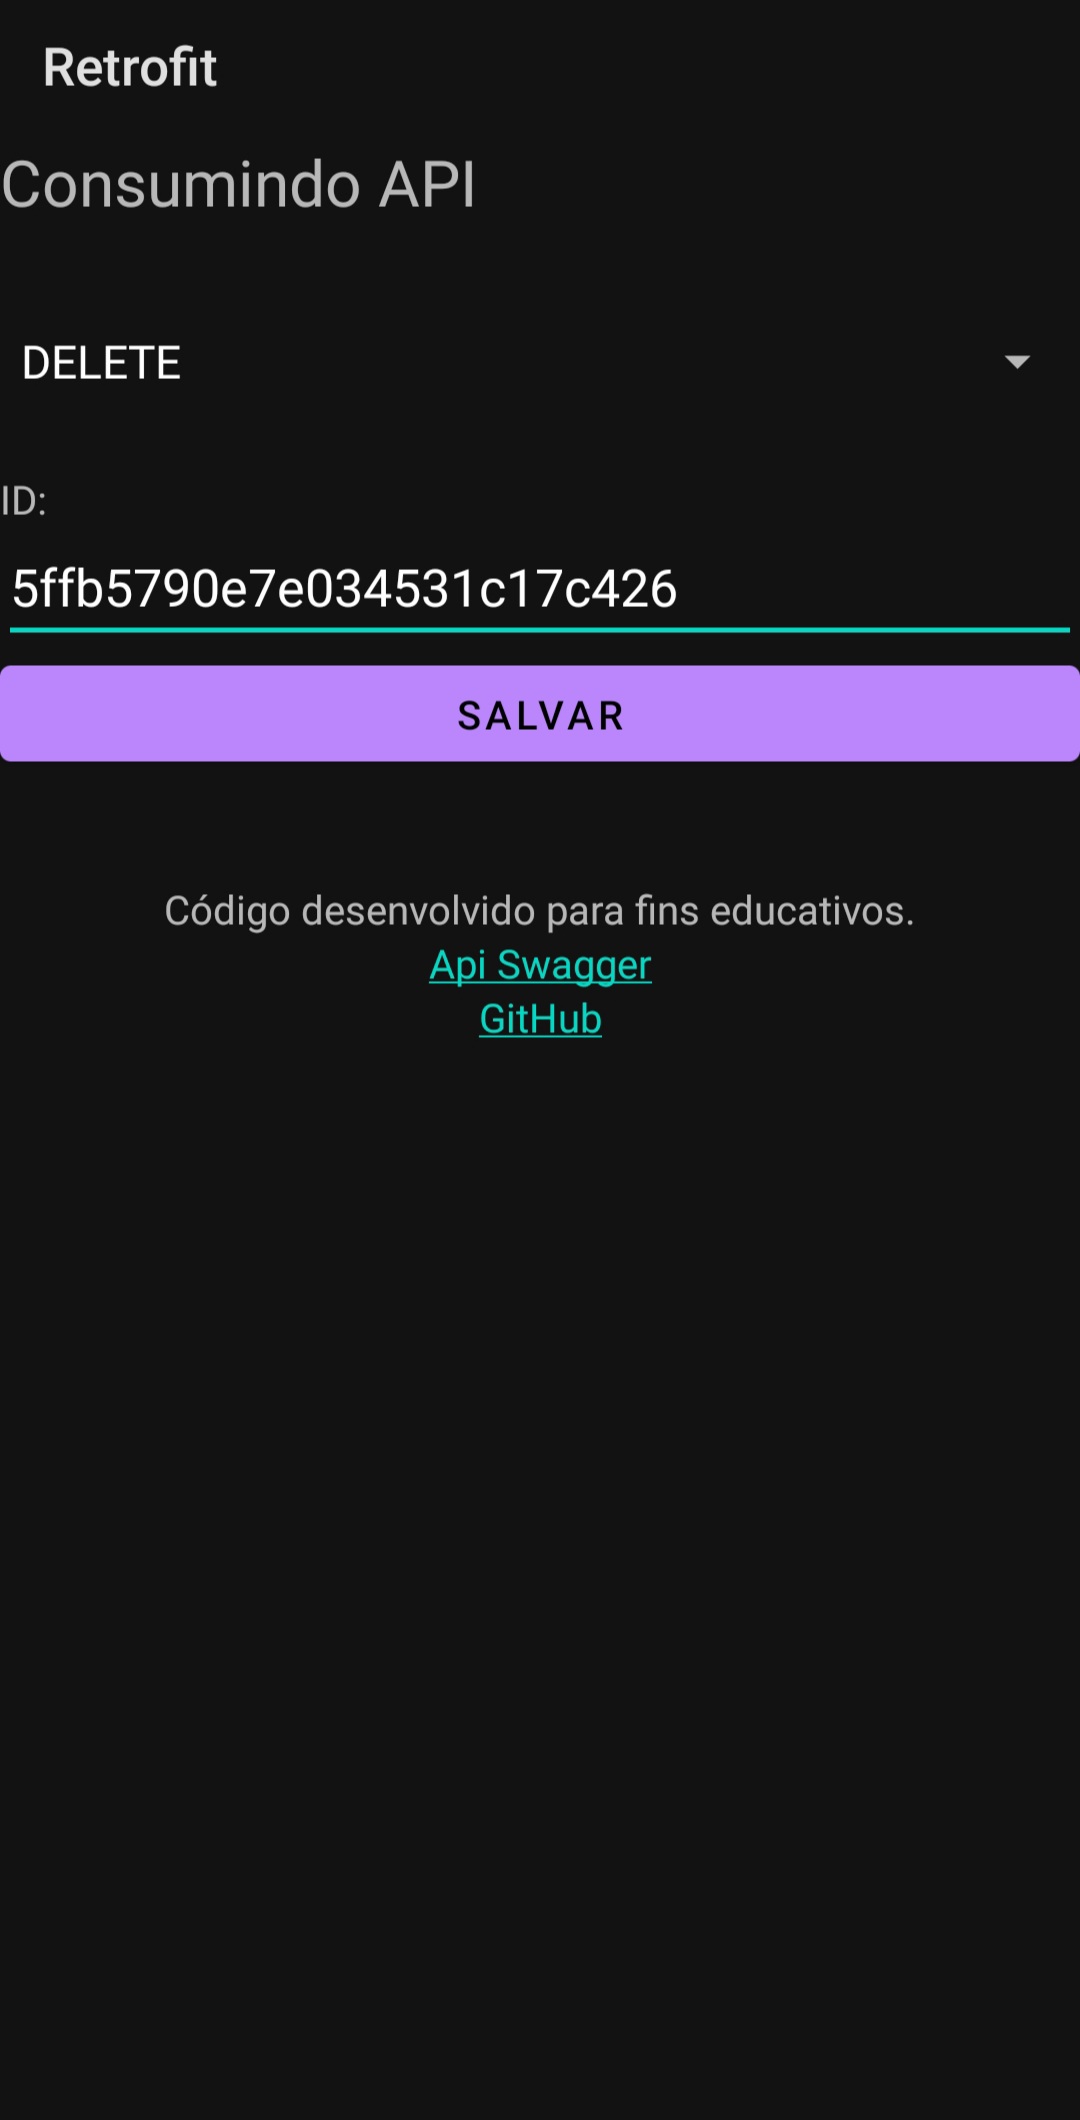 Retrofit
Consumindo API
DELETE
ID:
5ffb5790e7e034531c17c426
SALVAR
Código desenvolvido para fins educativos.
Api Swagger
GitHub